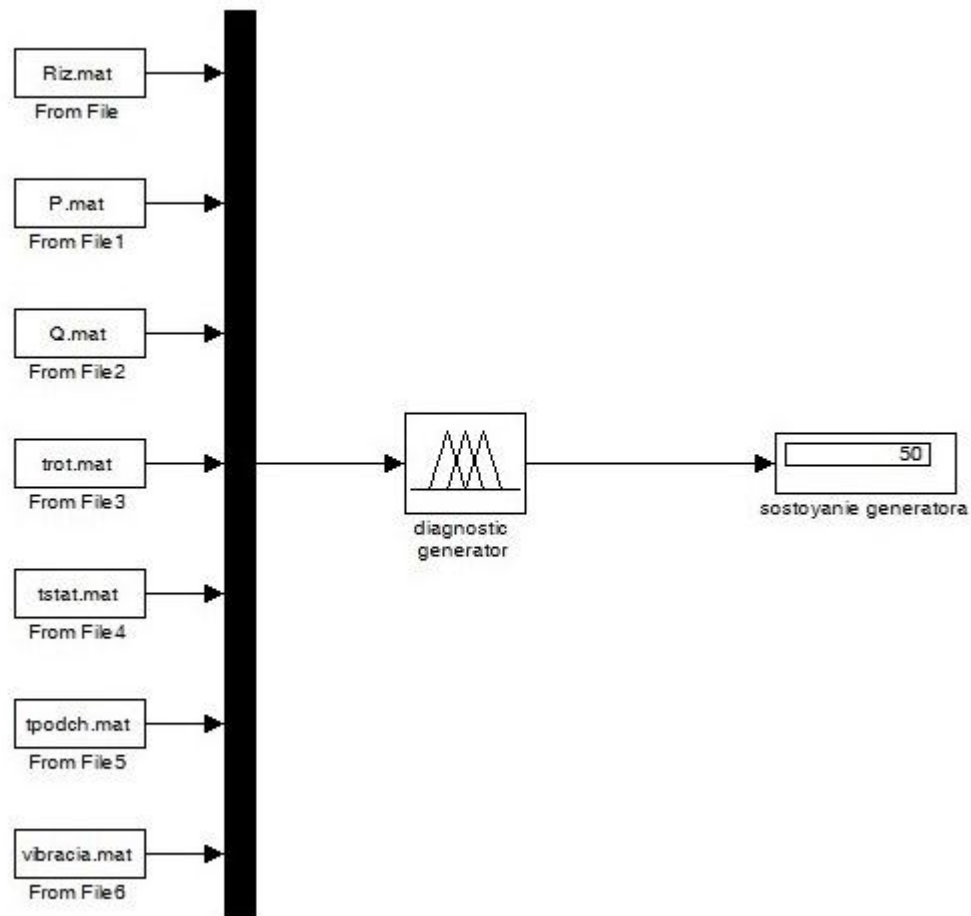 Riz.mat
From File
P.mat
From File1
Q.mat
From File2
trot.mat
From File3
tstat.mat
From File4
tpodch.mat
From File5
vibracia.mat
From File6
diagnostic
generator
50
sostoyanie generatora